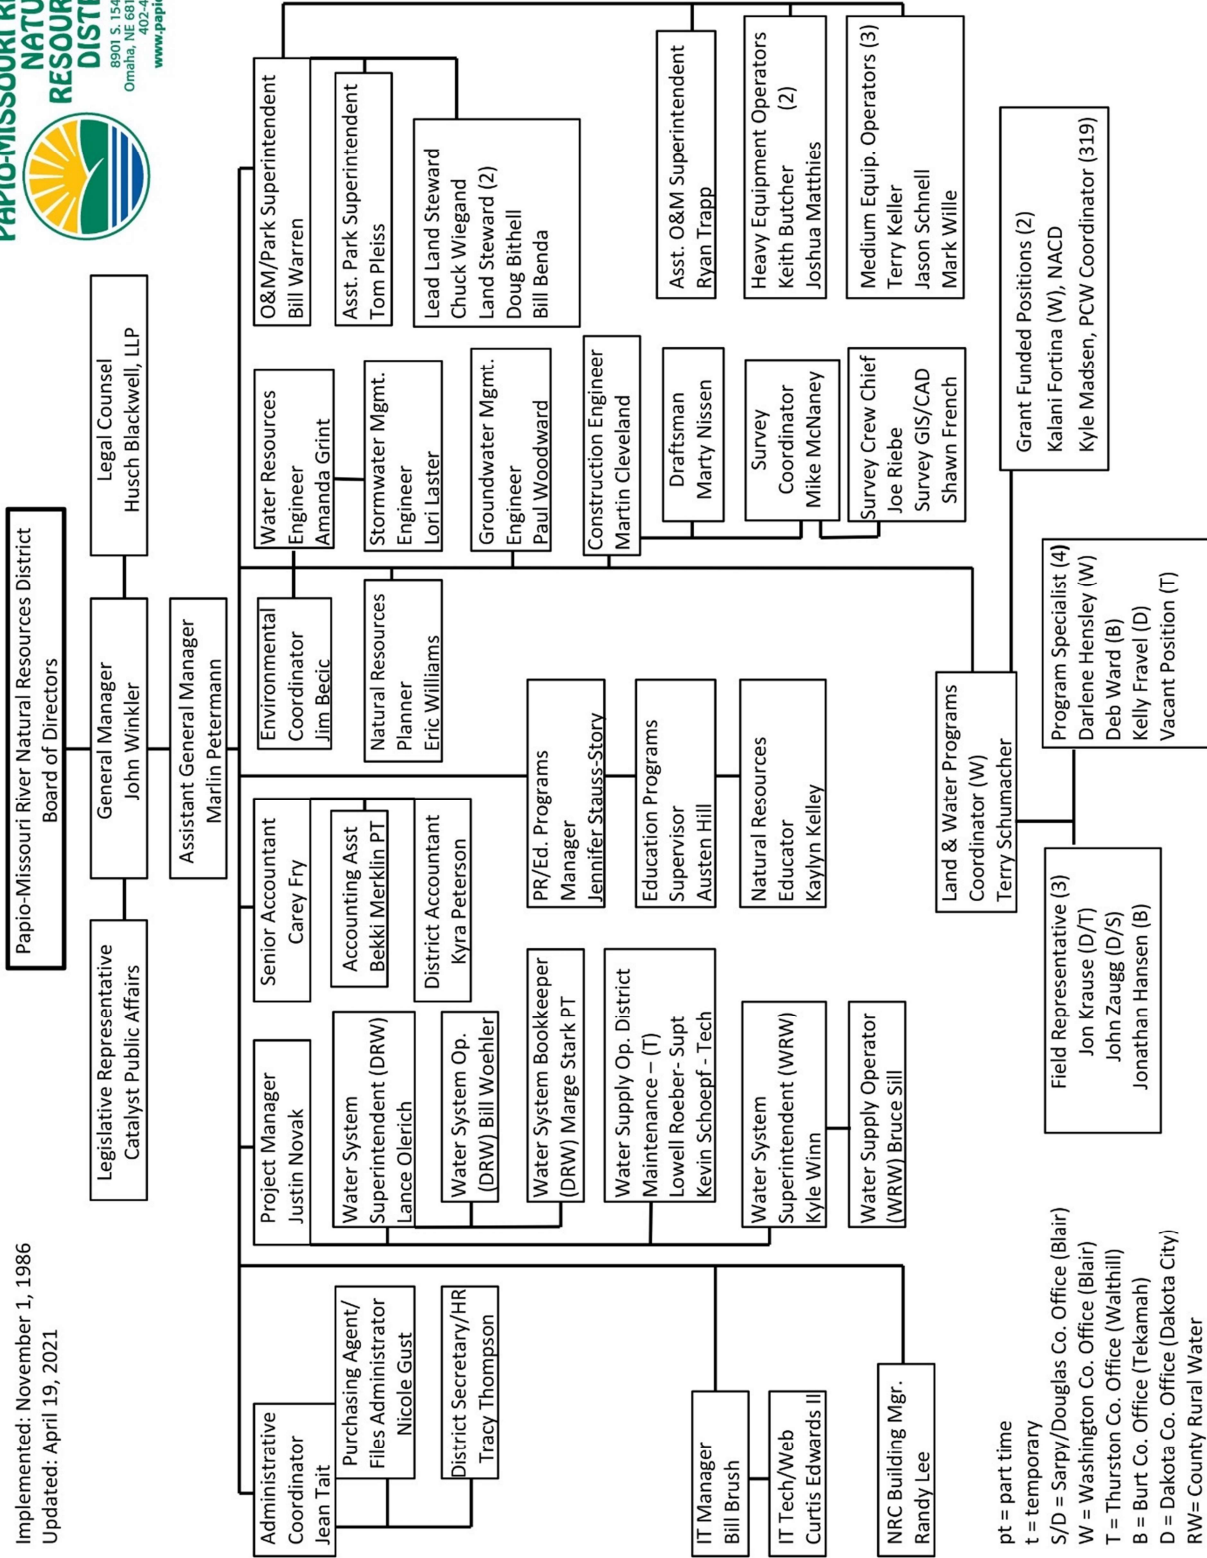 Implemented: November 1, 1986
Updated: April 19, 2021
NATU
RESOUR
DISTR
8901 S. 154
Omaha, NE 681
402-4
www.papio
Papio-Missouri River Natural Resources District
Board of Directors
Legislative Representative
Catalyst Public Affairs
General Manager
John Winkler
Legal Counsel
Husch Blackwell, LLP
Assistant General Manager
Marlin Petermann
Administrative
Coordinator
Jean Tait
Purchasing Agent/
Files Administrator
Nicole Gust
District Secretary/HR
Tracy Thompson
IT Manager
Bill Brush
IT Tech/Web
Curtis Edwards II
NRC Building Mgr.
Randy Lee
Project Manager
Justin Novak
Water System
Superintendent (DRW)
Lance Olerich
Water System Op.
(DRW) Bill Woehler
Water System Bookkeeper
(DRW) Marge Stark PT
Water Supply Op. District
Maintenance – (T)
Lowell Roeber- Supt
Kevin Schoepf - Tech
Water System
Superintendent (WRW)
Kyle Winn
Water Supply Operator
(WRW) Bruce Sill
Senior Accountant
Carey Fry
Accounting Asst
Bekki Merklin PT
District Accountant
Kyra Peterson
PR/Ed. Programs
Manager
Jennifer Stauss-Story
Education Programs
Supervisor
Austen Hill
Natural Resources
Educator
Kaylyn Kelley
Environmental
Coordinator
Jim Becic
Natural Resources
Planner
Eric Williams
Water Resources
Engineer
Amanda Grint
Stormwater Mgmt.
Engineer
Lori Laster
Groundwater Mgmt.
Engineer
Paul Woodward
Construction Engineer
Martin Cleveland
Draftsman
Marty Nissen
Survey
Coordinator
Mike McNaney
Survey Crew Chief
Joe Riebe
Survey GIS/CAD
Shawn French
O&M/Park Superintendent
Bill Warren
Asst. Park Superintendent
Tom Pleiss
Lead Land Steward
Chuck Wiegand
Land Steward (2)
Doug Bithell
Bill Benda
Asst. O&M Superintendent
Ryan Trapp
Heavy Equipment Operators
(2)
Keith Butcher
Joshua Matthies
Medium Equip. Operators (3)
Terry Keller
Jason Schnell
Mark Wille
Land & Water Programs
Coordinator (W)
Terry Schumacher
Grant Funded Positions (2)
Kalani Fortina (W), NACD
Kyle Madsen, PCW Coordinator (319)
Field Representative (3)
Jon Krause (D/T)
John Zaugg (D/S)
Jonathan Hansen (B)
Program Specialist (4)
Darlene Hensley (W)
Deb Ward (B)
Kelly Fravel (D)
Vacant Position (T)
pt = part time
t = temporary
S/D = Sarpy/Douglas Co. Office (Blair)
W = Washington Co. Office (Blair)
T = Thurston Co. Office (Walthill)
B = Burt Co. Office (Tekamah)
D = Dakota Co. Office (Dakota City)
RW= County Rural Water